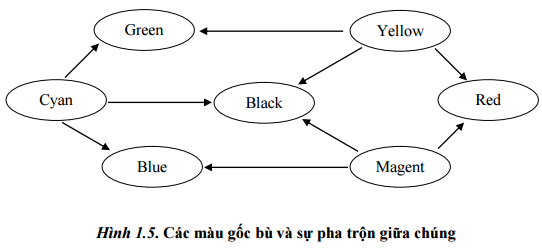 Green
Yellow
Cyan
Black
Red
Blue
Magent
Hình 1.5. Các màu gốc bù và sự pha trộn giữa chúng